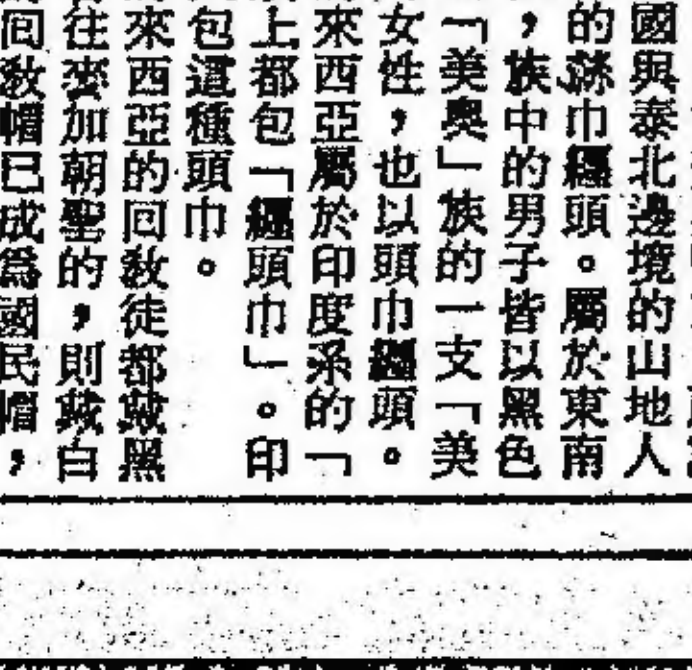 國與泰北邊境的山地人
的絲巾纏頭。屬於東南
，族中的男子皆以黑色
「美奧」族的一支「美
女性，也以頭巾纏頭。
來西亞屬於印度系的「
上都包「纏頭巾」。印
包這種頭巾。
來西亞的回教徒都戴黑
往麥加朝聖的，則戴白
回教帽已成為國民帽，